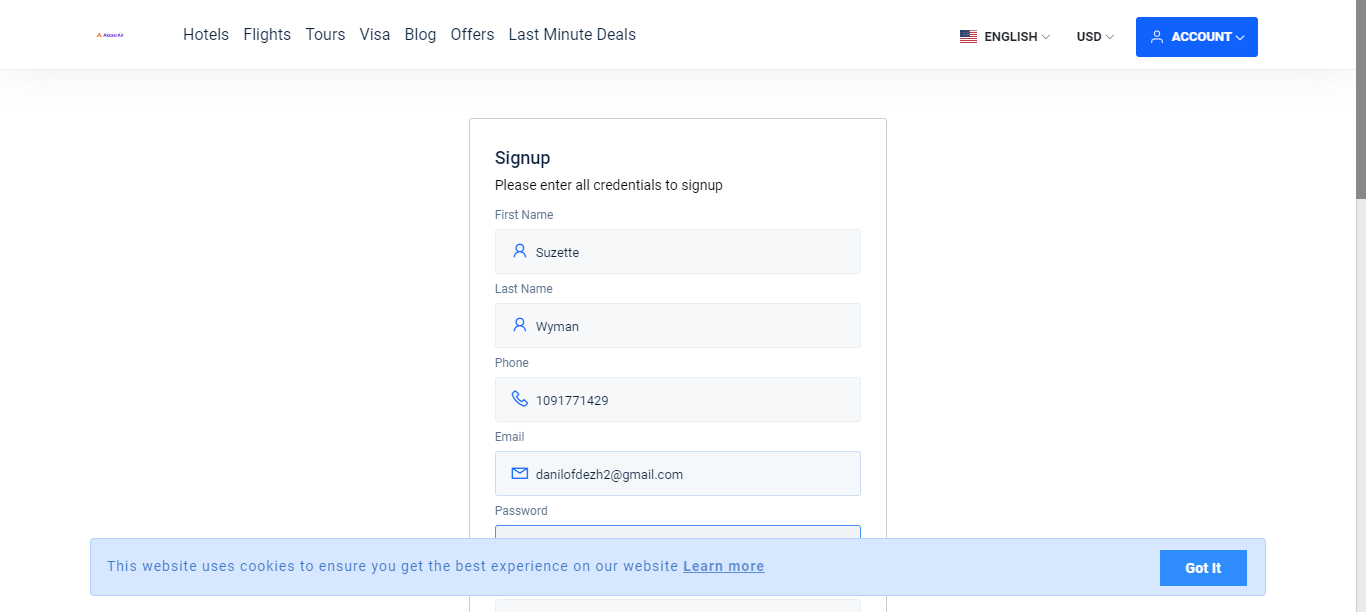 Akasa Air
Hotels Flights Tours Visa Blog Offers Last Minute Deals
ENGLISH USD ACCOUNT
Signup
Please enter all credentials to signup
First Name
Suzette
Last Name
Wyman
Phone
1091771429
Email
danilofdezh2@gmail.com
Password
This website uses cookies to ensure you get the best experience on our website Learn more
Got It